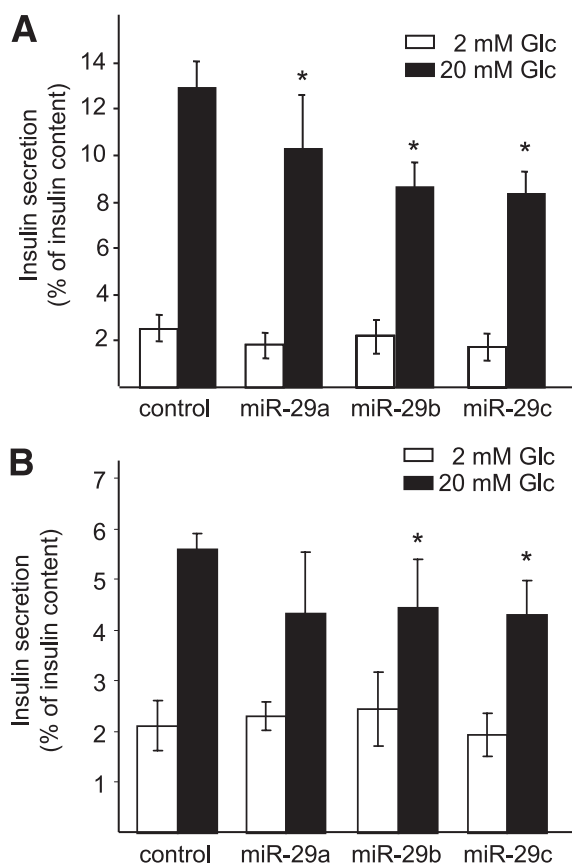 A
Insulin secretion
(% of insulin content)
14
12
10
8
6
4
2
2 mM Glc
20 mM Glc
*
*
*
control miR-29a miR-29b miR-29c
B
Insulin secretion
(% of insulin content)
7
6
5
4
3
2
1
2 mM Glc
20 mM Glc
*
*
control miR-29a miR-29b miR-29c